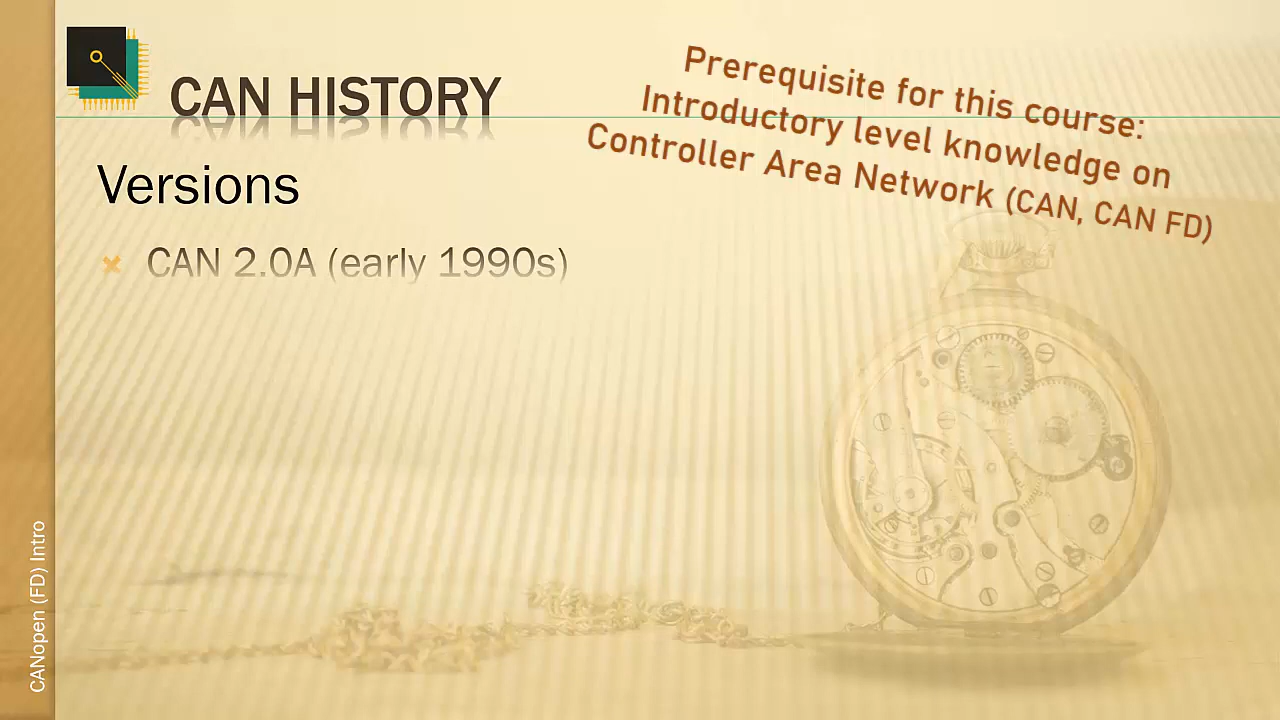 CAN HISTORY
Prerequisite for this course:
Introductory level knowledge on
Controller Area Network (CAN, CAN FD)
Versions
CAN 2.0A (early 1990s)
CANopen (FD) Intro